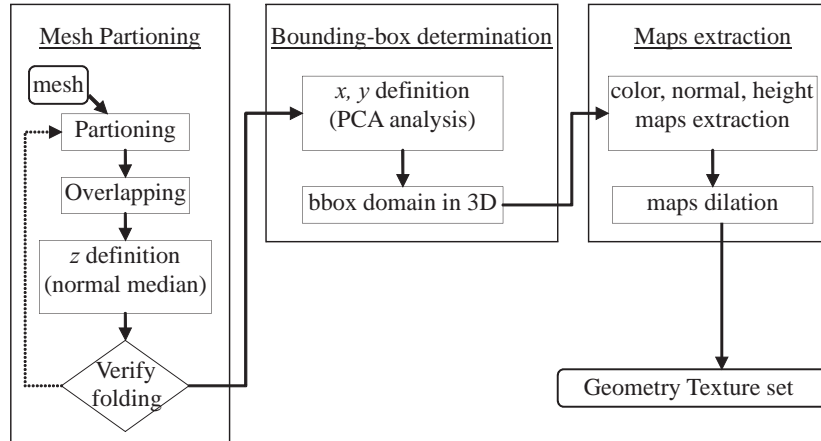 Mesh Partioning
mesh
Partioning
Overlapping
z definition
(normal median)
Verify
folding
Bounding-box determination
x, y definition
(PCA analysis)
bbox domain in 3D
Maps extraction
color, normal, height
maps extraction
maps dilation
Geometry Texture set